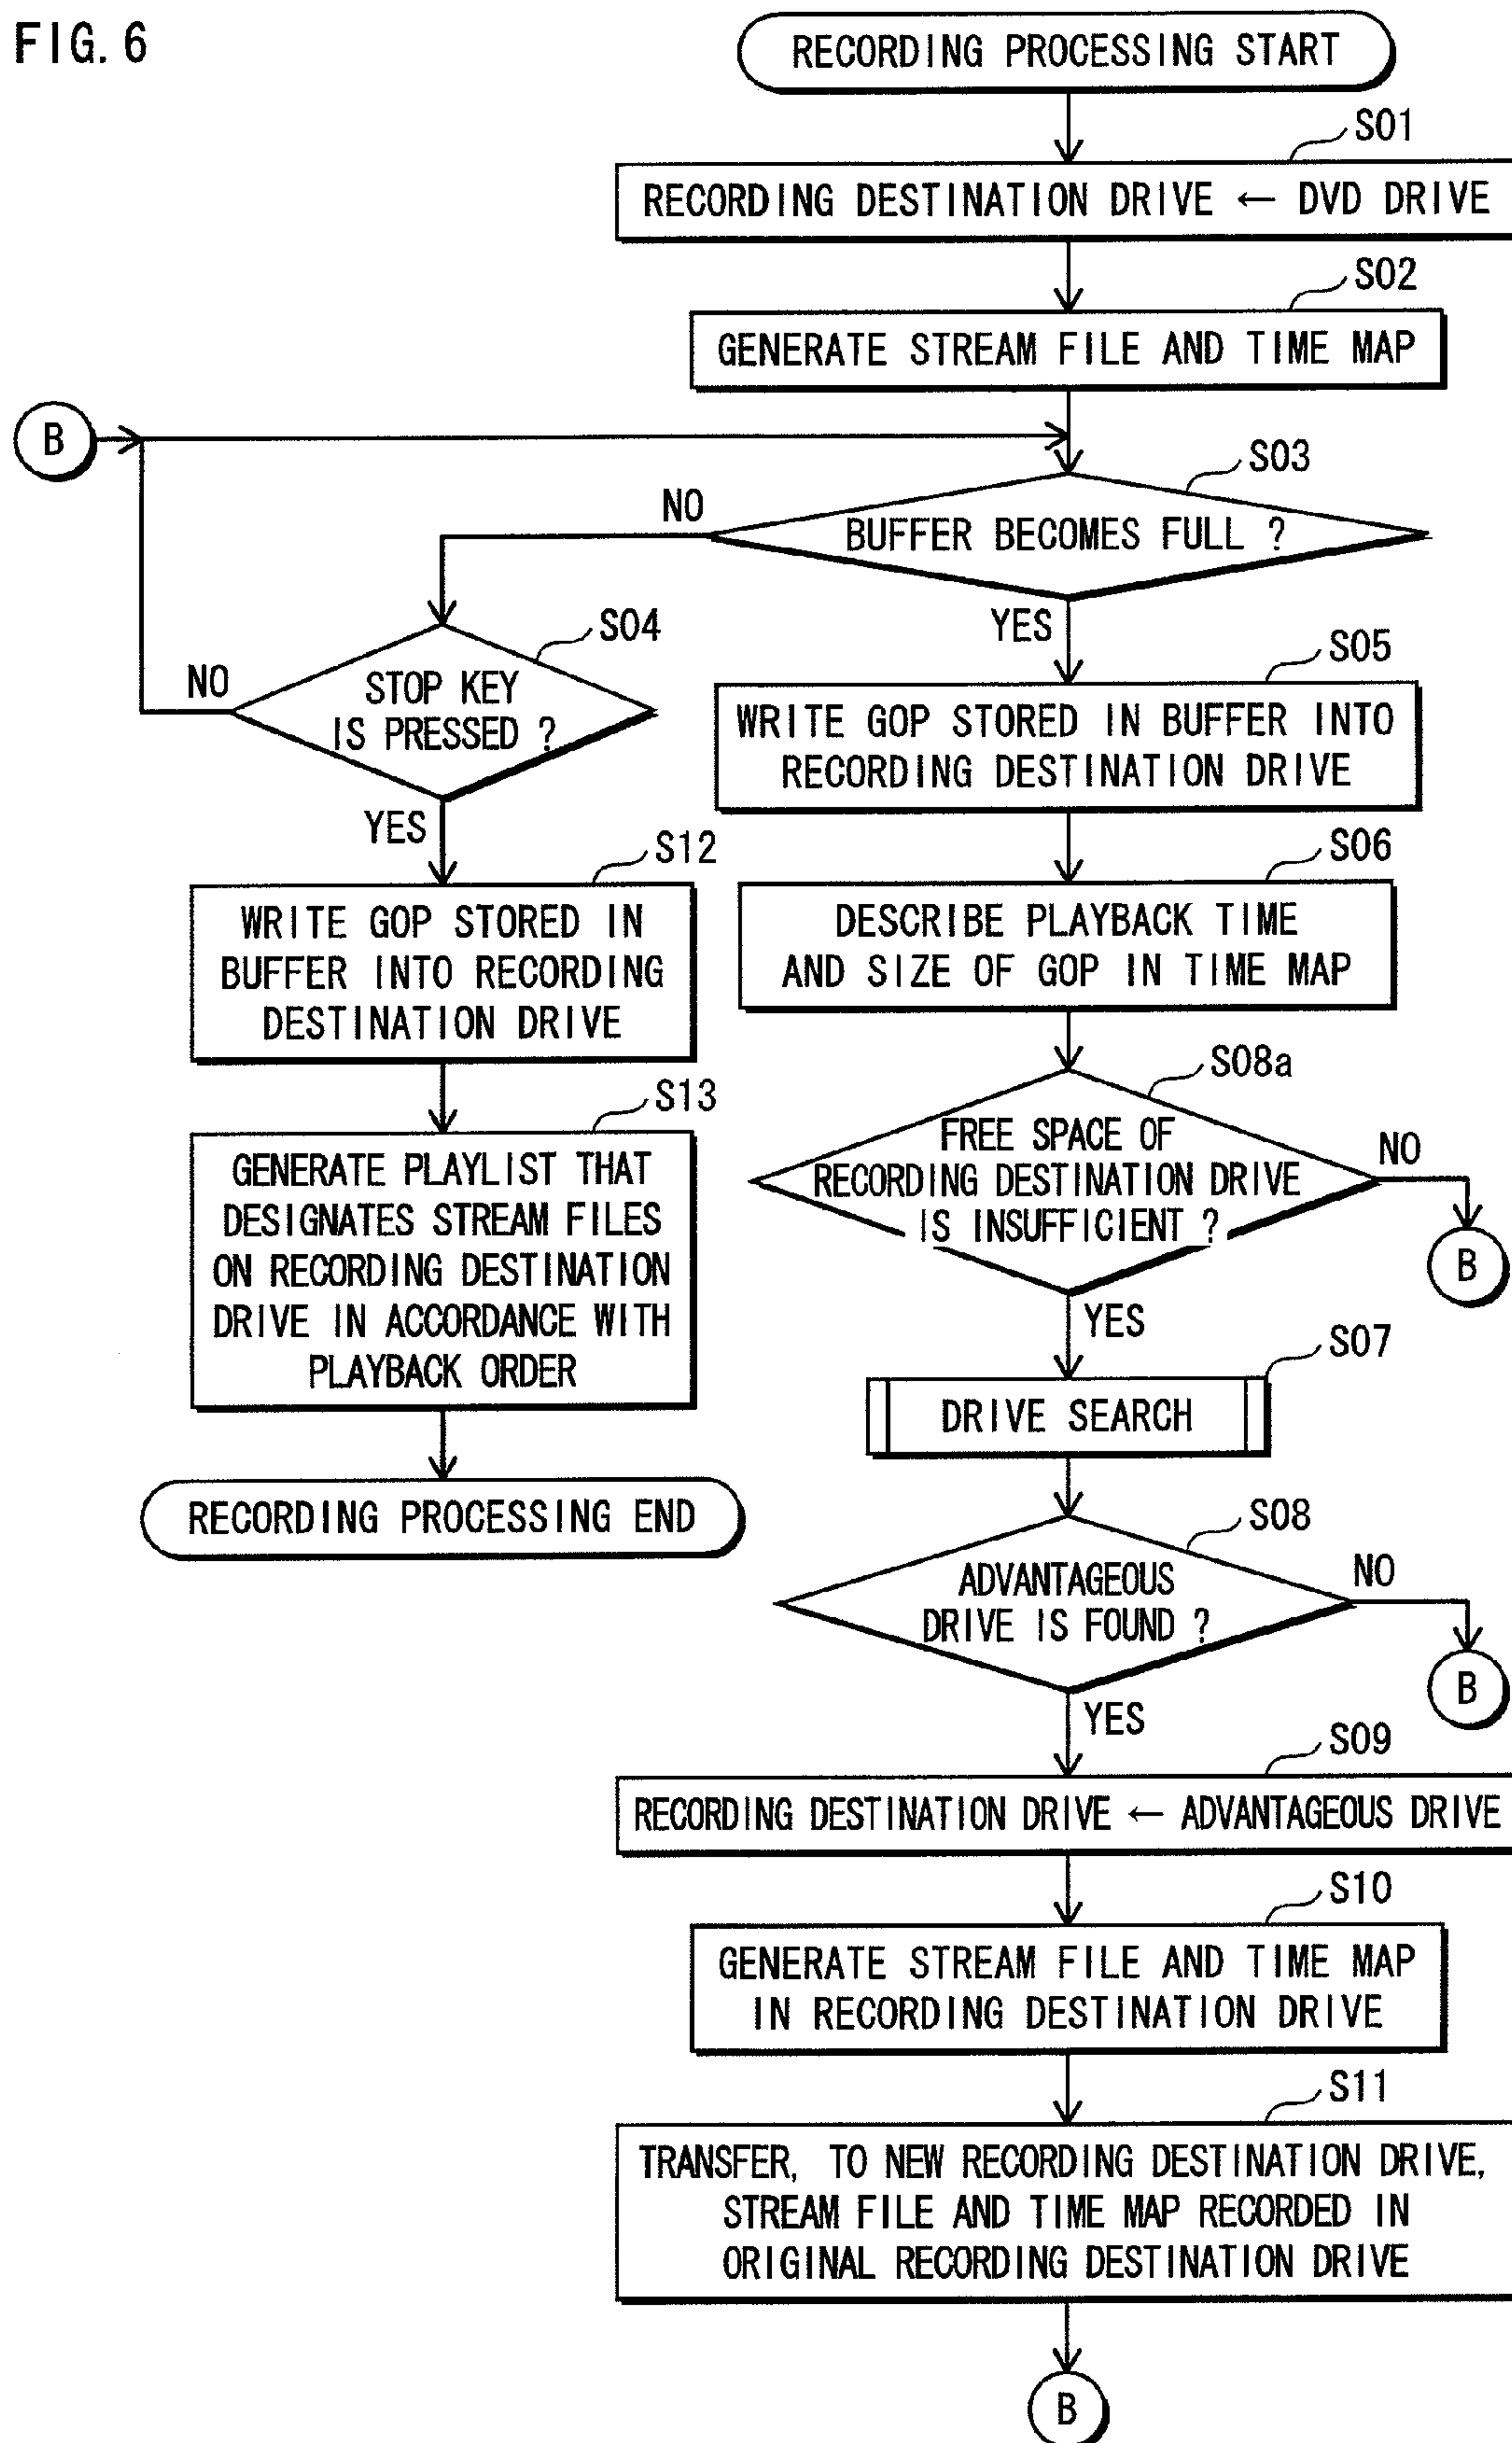 FIG. 6
RECORDING PROCESSING START
S01
RECORDING DESTINATION DRIVE ← DVD DRIVE
S02
GENERATE STREAM FILE AND TIME MAP
B
S03
BUFFER BECOMES FULL ?
NO
YES
S04
STOP KEY
IS PRESSED ?
NO
YES
S05
WRITE GOP STORED IN BUFFER INTO
RECORDING DESTINATION DRIVE
S06
DESCRIBE PLAYBACK TIME
AND SIZE OF GOP IN TIME MAP
S12
WRITE GOP STORED IN
BUFFER INTO RECORDING
DESTINATION DRIVE
S13
GENERATE PLAYLIST THAT
DESIGNATES STREAM FILES
ON RECORDING DESTINATION
DRIVE IN ACCORDANCE WITH
PLAYBACK ORDER
RECORDING PROCESSING END
S08a
FREE SPACE OF
RECORDING DESTINATION DRIVE
IS INSUFFICIENT ?
NO
B
YES
S07
DRIVE SEARCH
S08
ADVANTAGEOUS
DRIVE IS FOUND ?
NO
B
YES
S09
RECORDING DESTINATION DRIVE ← ADVANTAGEOUS DRIVE
S10
GENERATE STREAM FILE AND TIME MAP
IN RECORDING DESTINATION DRIVE
S11
TRANSFER, TO NEW RECORDING DESTINATION DRIVE,
STREAM FILE AND TIME MAP RECORDED IN
ORIGINAL RECORDING DESTINATION DRIVE
B